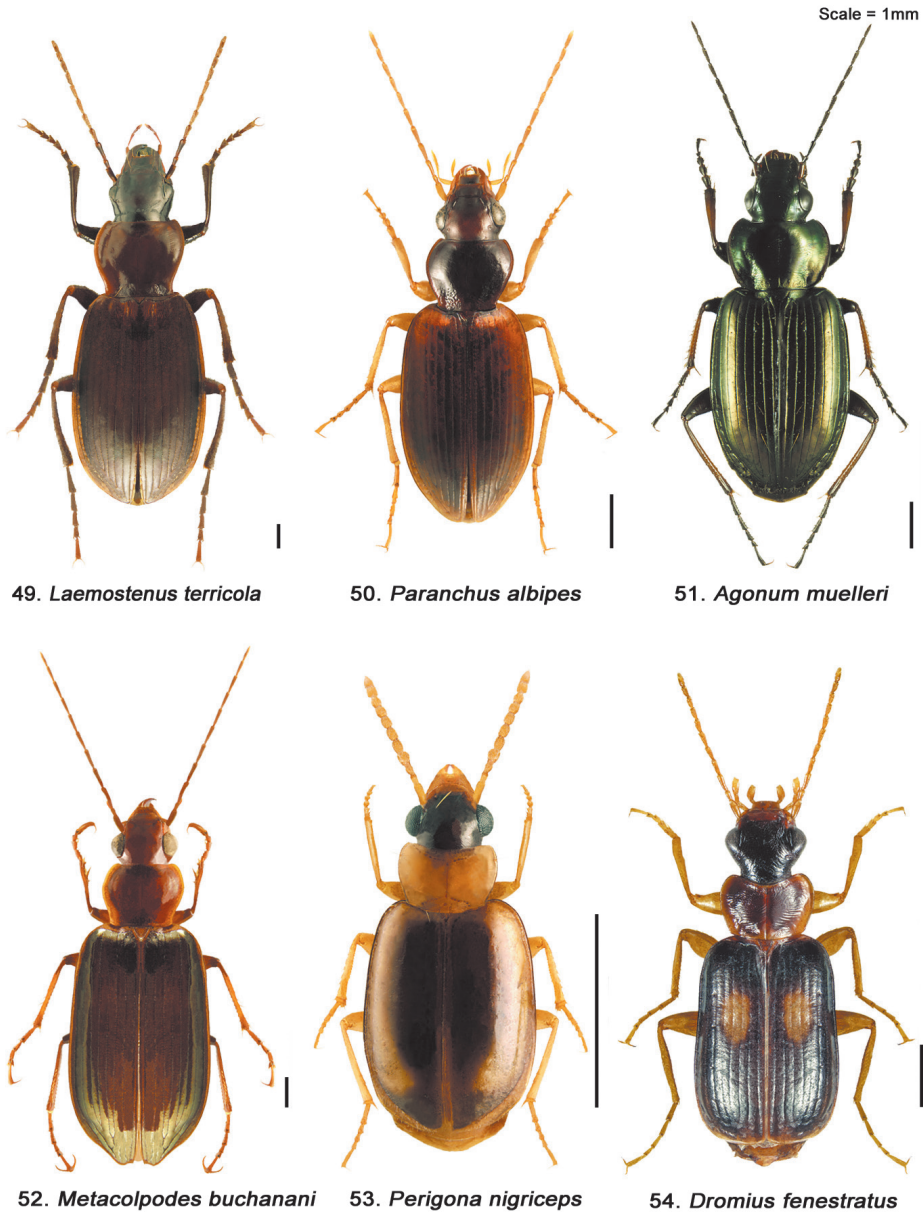 Scale = 1mm
49. Laemostenus terricola
50. Paranchus albipes
51. Agonum muelleri
52. Metacolpodes buchanani
53. Perigona nigriceps
54. Dromius fenestratus